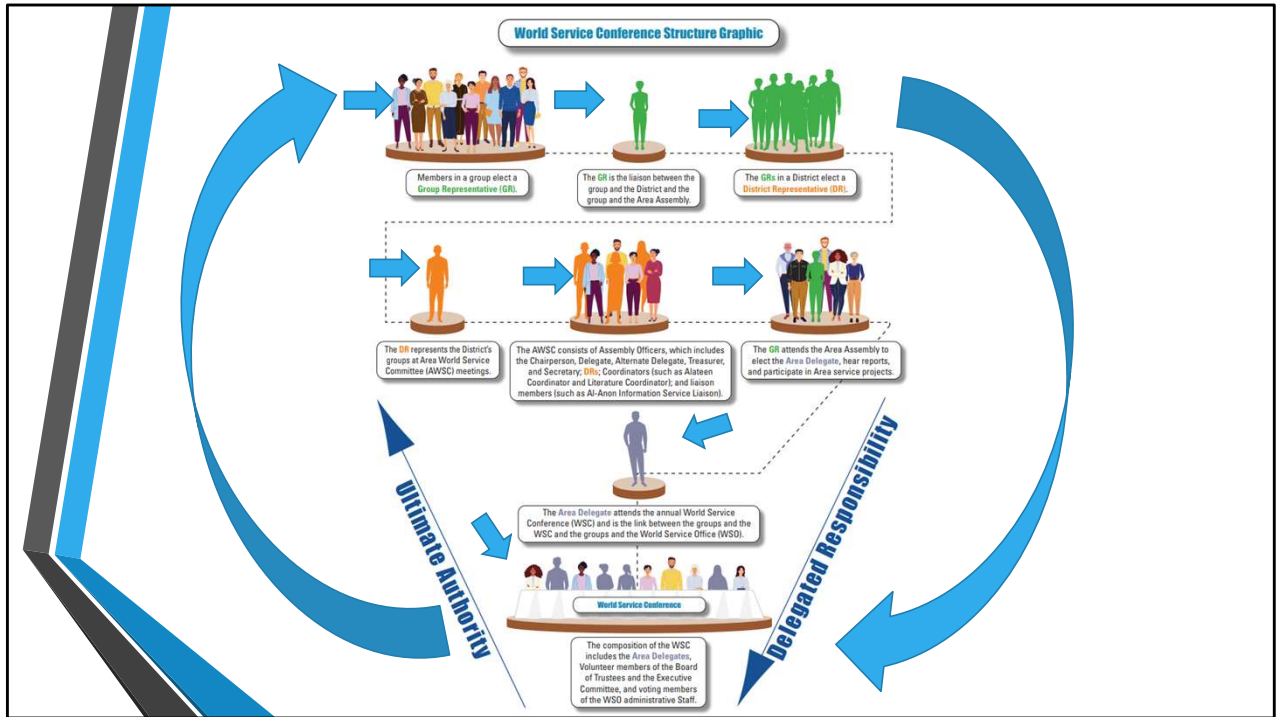 World Service Conference Structure Graphic
Members in a group elect a
Group Representative (GR).
The GR is the liaison between the
group and the District and the
group and the Area Assembly.
The GRs in a District elect a
District Representative (DR).
The DR represents the District's
groups at Area World Service
Committee (AWSC) meetings.
The AWSC consists of Assembly Officers, which includes
the Chairperson, Delegate, Alternate Delegate, Treasurer,
and Secretary; DRs; Coordinators (such as Alateen
Coordinator and Literature Coordinator); and liaison
members (such as Al-Anon Information Service Liaison).
The GR attends the Area Assembly to
elect the Area Delegate, hear reports,
and participate in Area service projects.
Ultimate Authority
Delegated Responsibility
The Area Delegate attends the annual World Service
Conference (WSC) and is the link between the groups and the
WSC and the groups and the World Service Office (WSO).
World Service Conference
The composition of the WSC
includes the Area Delegates,
Volunteer members of the Board
of Trustees and the Executive
Committee, and voting members
of the WSO administrative Staff.